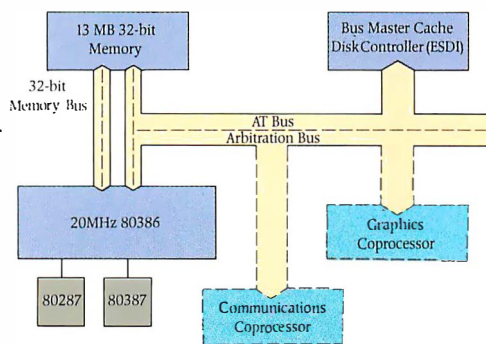 13 MB 32-bit
Memory
Bus Master Cache
Disk Controller (ESDI)
32-bit
Memory Bus
AT Bus
Arbitration Bus
20MHz 80386
Graphics
Coprocessor
80287
80387
Communications
Coprocessor